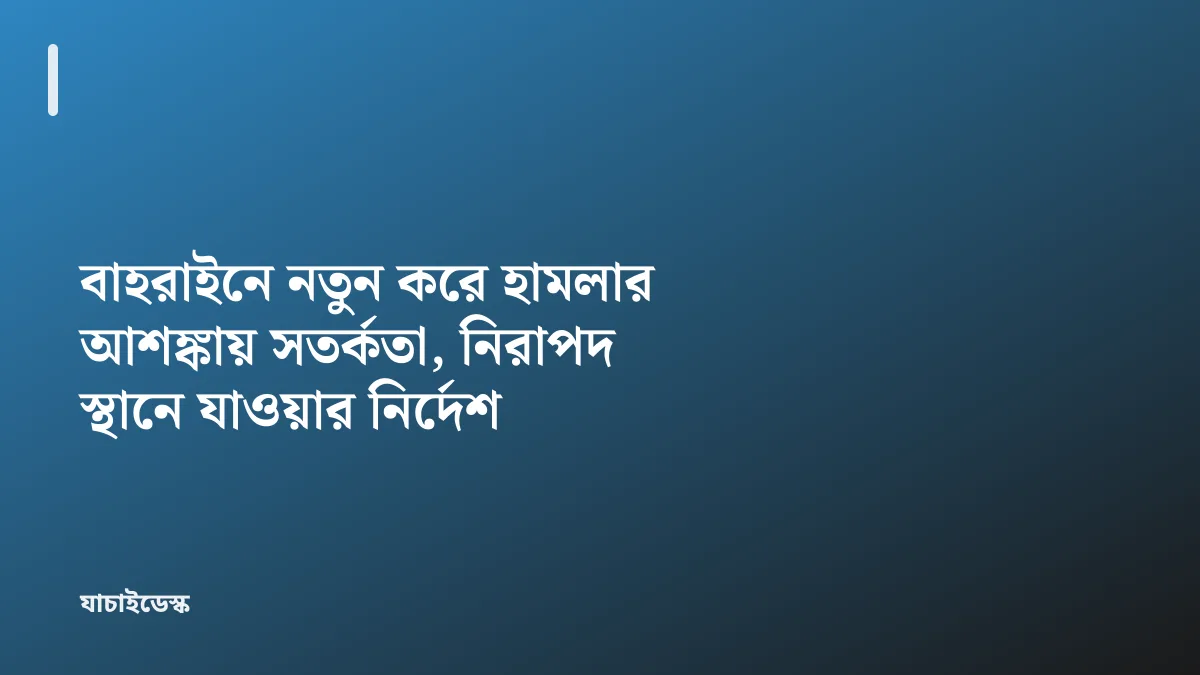 বাহরাইনে নতুন করে হামলার
আশঙ্কায় সতর্কতা, নিরাপদ
স্থানে যাওয়ার নির্দেশ
যাচাইডেস্ক